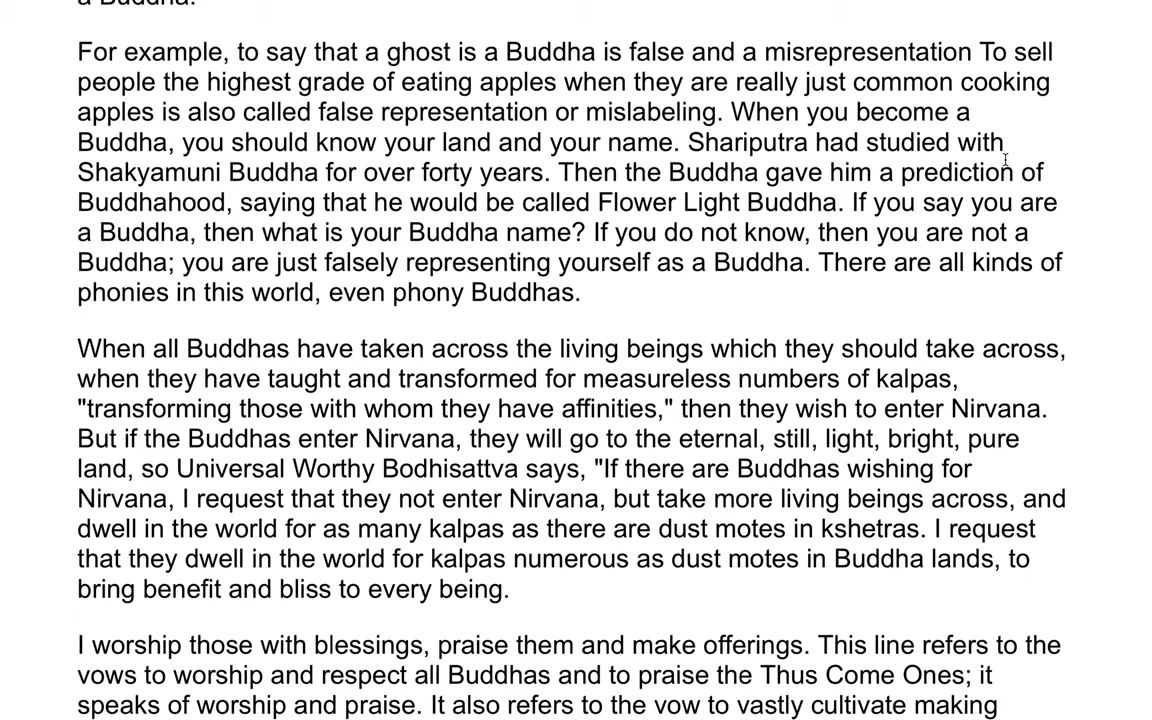 a Buddha.
For example, to say that a ghost is a Buddha is false and a misrepresentation To sell
people the highest grade of eating apples when they are really just common cooking
apples is also called false representation or mislabeling. When you become a
Buddha, you should know your land and your name. Shariputra had studied with
Shakyamuni Buddha for over forty years. Then the Buddha gave him a prediction of
Buddhahood, saying that he would be called Flower Light Buddha. If you say you are
a Buddha, then what is your Buddha name? If you do not know, then you are not a
Buddha; you are just falsely representing yourself as a Buddha. There are all kinds of
phonies in this world, even phony Buddhas.
When all Buddhas have taken across the living beings which they should take across,
when they have taught and transformed for measureless numbers of kalpas,
"transforming those with whom they have affinities," then they wish to enter Nirvana.
But if the Buddhas enter Nirvana, they will go to the eternal, still, light, bright, pure
land, so Universal Worthy Bodhisattva says, "If there are Buddhas wishing for
Nirvana, I request that they not enter Nirvana, but take more living beings across, and
dwell in the world for as many kalpas as there are dust motes in kshetras. I request
that they dwell in the world for kalpas numerous as dust motes in Buddha lands, to
bring benefit and bliss to every being.
I worship those with blessings, praise them and make offerings. This line refers to the
vows to worship and respect all Buddhas and to praise the Thus Come Ones; it
speaks of worship and praise. It also refers to the vow to vastly cultivate making